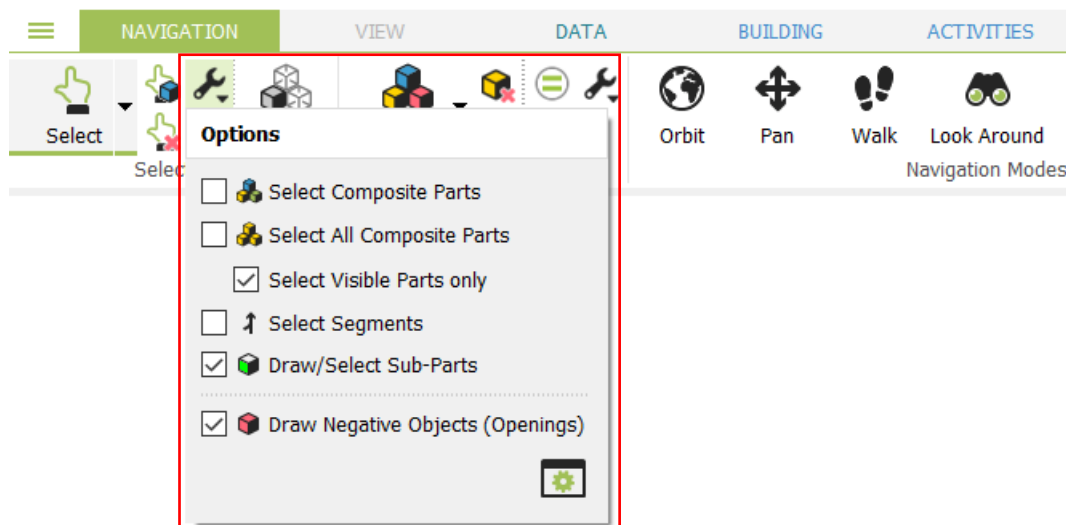 NAVIGATION VIEW DATA BUILDING ACTIVITIES
Select Orbit Pan Walk Look Around
Selec Navigation Modes
Options
Select Composite Parts
Select All Composite Parts
Select Visible Parts only
Select Segments
Draw/Select Sub-Parts
Draw Negative Objects (Openings)